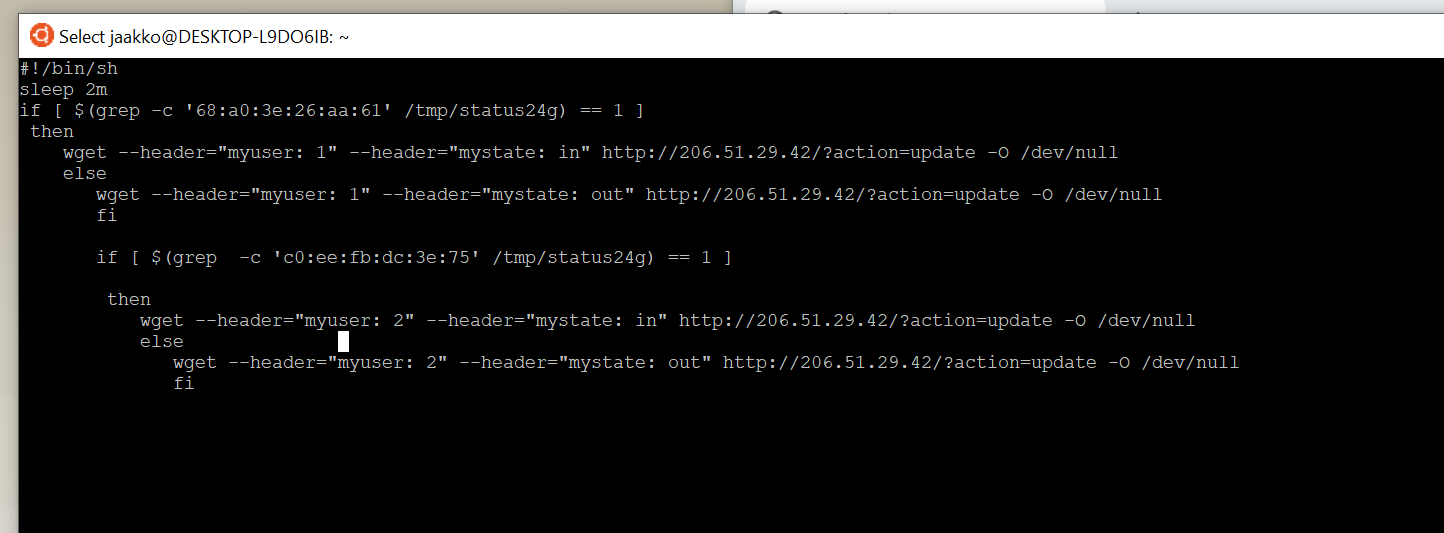 Select jaakko@DESKTOP-L9DO6IB: ~
#!/bin/sh
sleep 2m
if [ $(grep -c '68:a0:3e:26:aa:61' /tmp/status24g) == 1 ]
then
wget --header="myuser: 1" --header="mystate: in" http://206.51.29.42/?action=update -O /dev/null
else
wget --header="myuser: 1" --header="mystate: out" http://206.51.29.42/?action=update -O /dev/null
fi
if [ $(grep  -c 'c0:ee:fb:dc:3e:75' /tmp/status24g) == 1 ]
then
wget --header="myuser: 2" --header="mystate: in" http://206.51.29.42/?action=update -O /dev/null
else
wget --header="myuser: 2" --header="mystate: out" http://206.51.29.42/?action=update -O /dev/null
fi